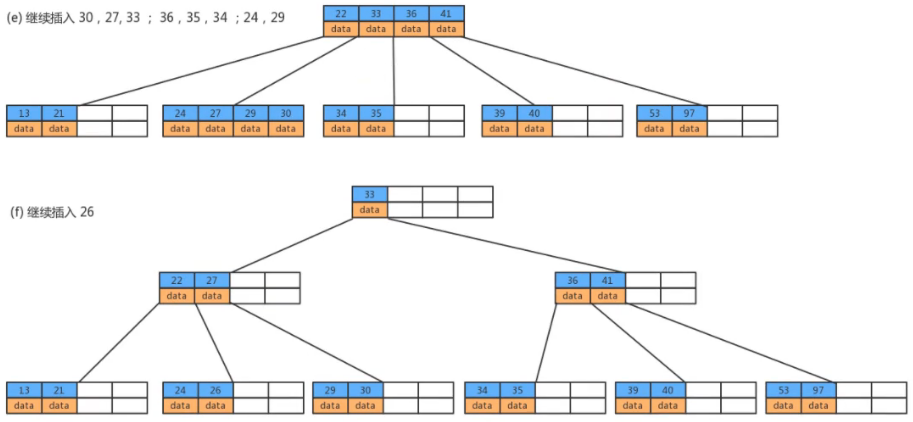 (e) 继续插入 30，27, 33 ；36，35，34 ；24，29
22 33 36 41
data data data data
13 21 24 27 29 30 34 35 39 40 53 97
data data data data data data data data data data data data
(f) 继续插入 26
33
data
22 27 36 41
data data data data
13 21 24 26 29 30 34 35 39 40 53 97
data data data data data data data data data data data data